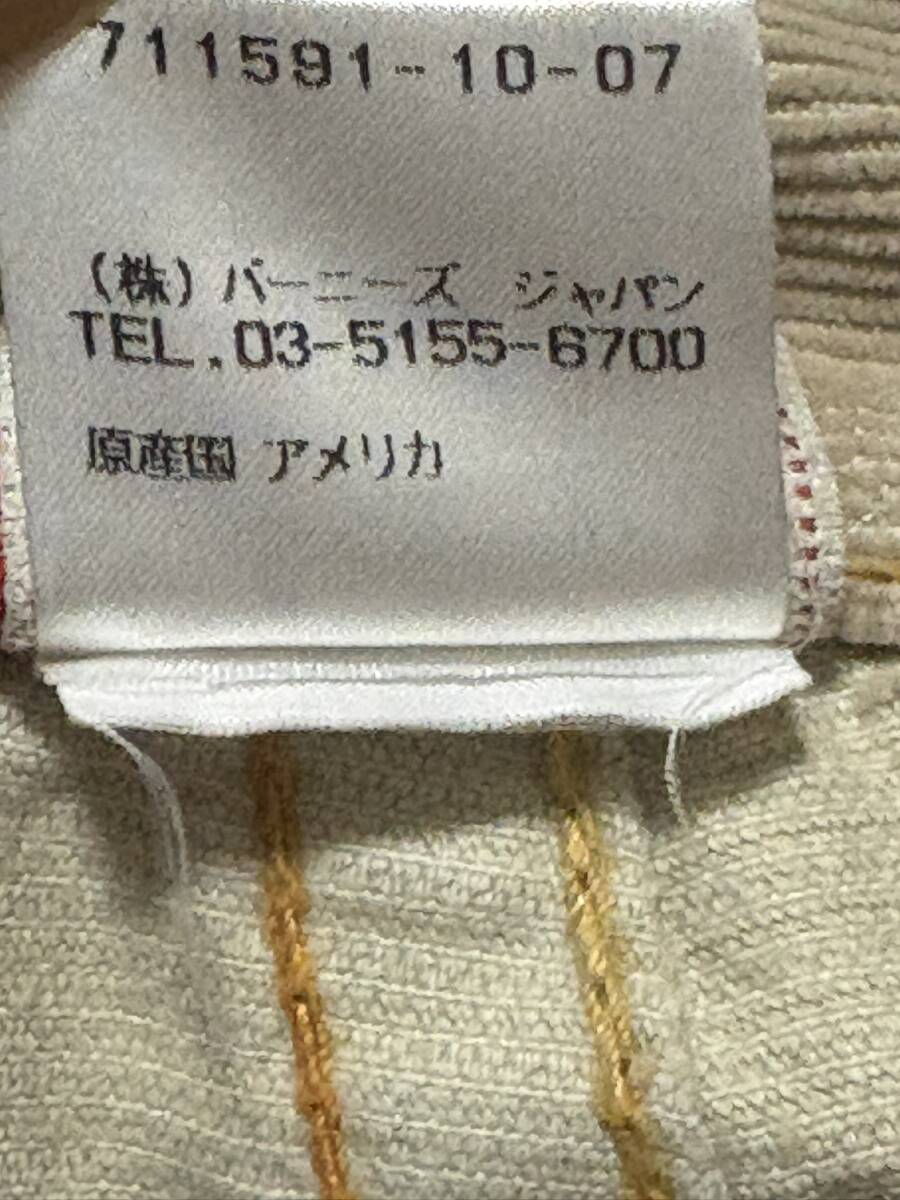 711591-10-07
（株）バーニーズ ジャパン
TEL.03-5155-6700
原産国 アメリカ